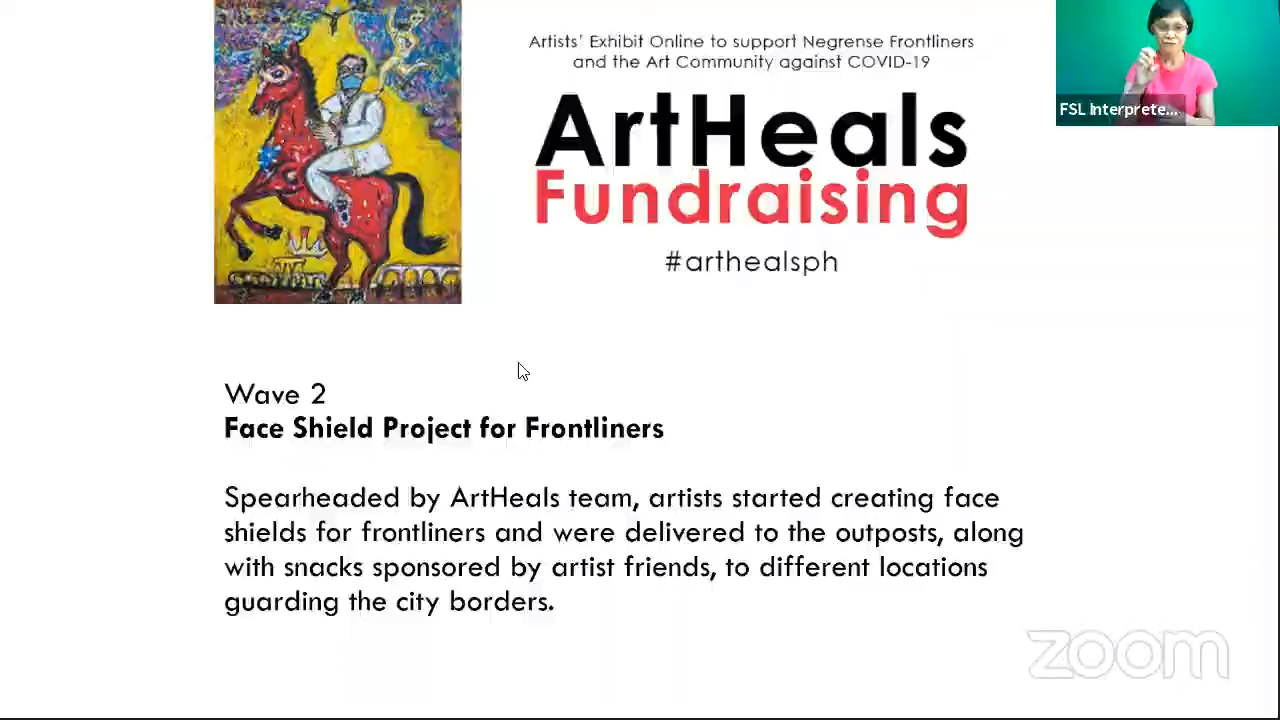 Artists' Exhibit Online to support Negrense Frontliners
and the Art Community against COVID-19
ArtHeals
Fundraising
#arthealsph
FSL Interprete...
Wave 2
Face Shield Project for Frontliners
Spearheaded by ArtHeals team, artists started creating face
shields for frontliners and were delivered to the outposts, along
with snacks sponsored by artist friends, to different locations
guarding the city borders.
zoom